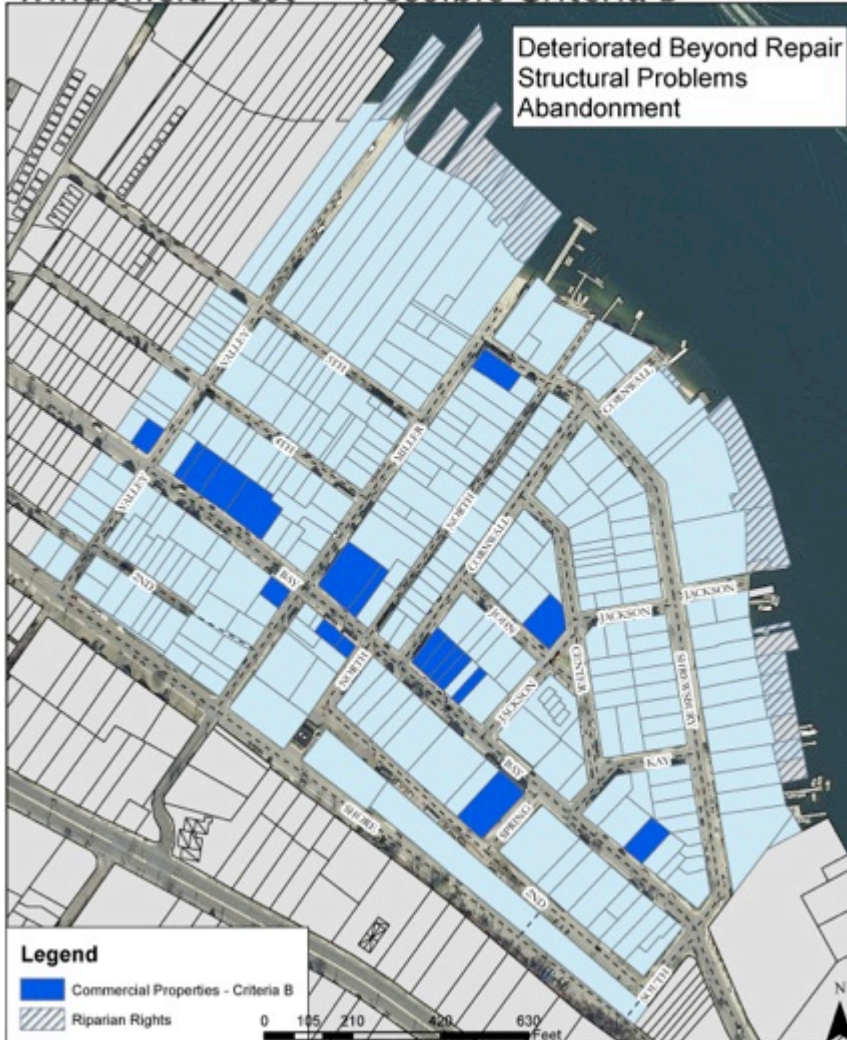 Deteriorated Beyond Repair
Structural Problems
Abandonment
VALLEY
5TH
4TH
MILLER
CORNWALL
NORTH
CORNWALL
VALLEY
2ND
BAY
JOHN
JACKSON
JACKSON
NORTH
CENTER
SHREWSBURY
JACKSON
KAY
BAY
SPRING
SHORE
2ND
SOUTH
Legend
Commercial Properties - Criteria B
Riparian Rights
0 105 210 420 630
Feet
N